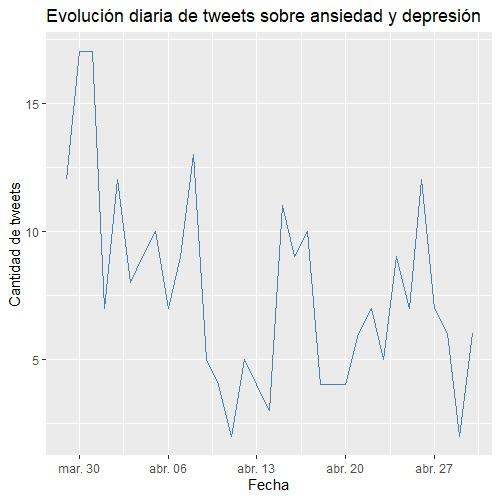 Evolución diaria de tweets sobre ansiedad y depresión
Cantidad de tweets
15
10
5
mar. 30
abr. 06
abr. 13
abr. 20
abr. 27
Fecha